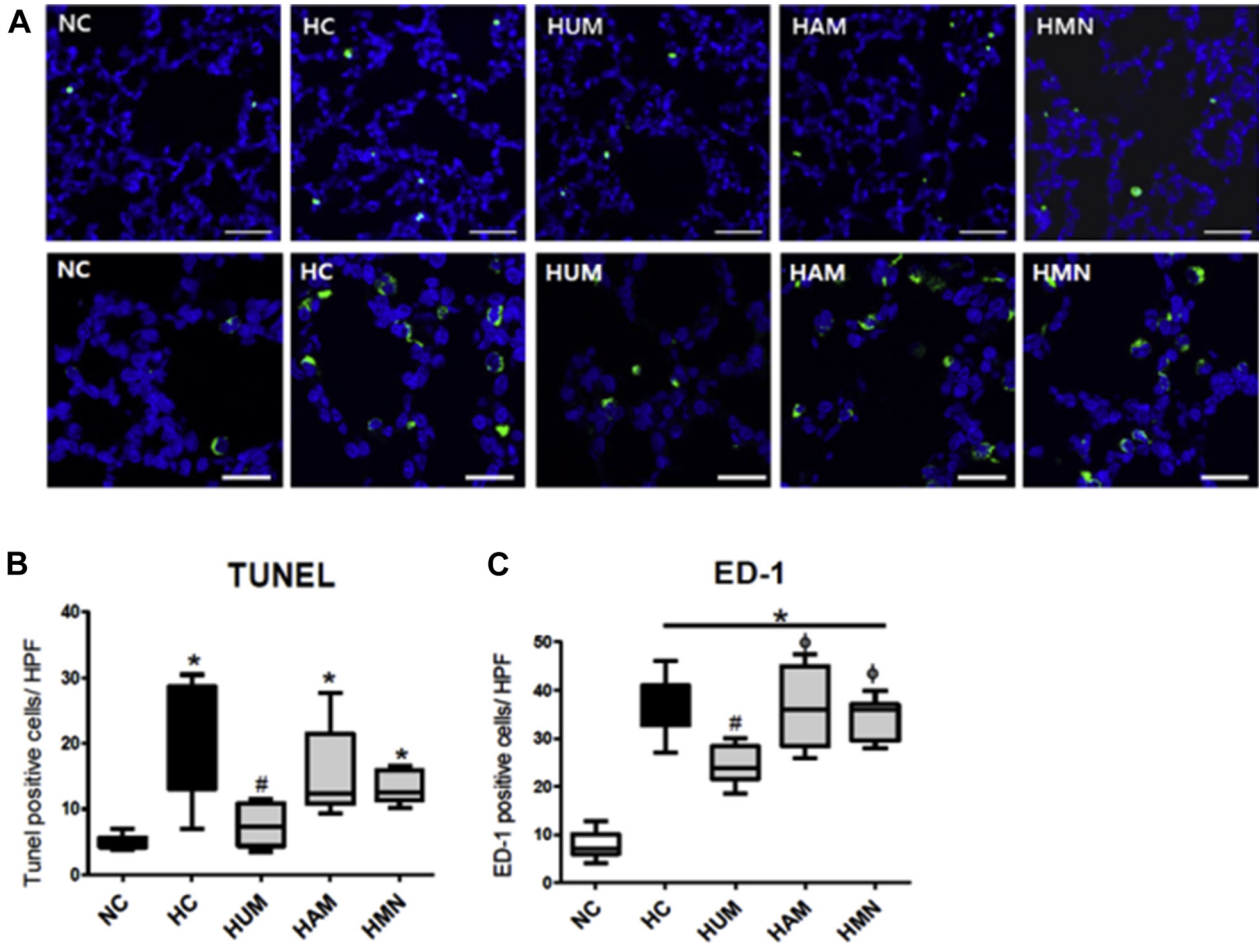 A
NC HC HUM HAM HMN
NC HC HUM HAM HMN
B
TUNEL
Tunel positive cells/ HPF
40
30
20
10
0
* # * *
NC HC HUM HAM HMN
C
ED-1
ED-1 positive cells/ HPF
50
40
30
20
10
0
*
# ϕ ϕ
NC HC HUM HAM HMN